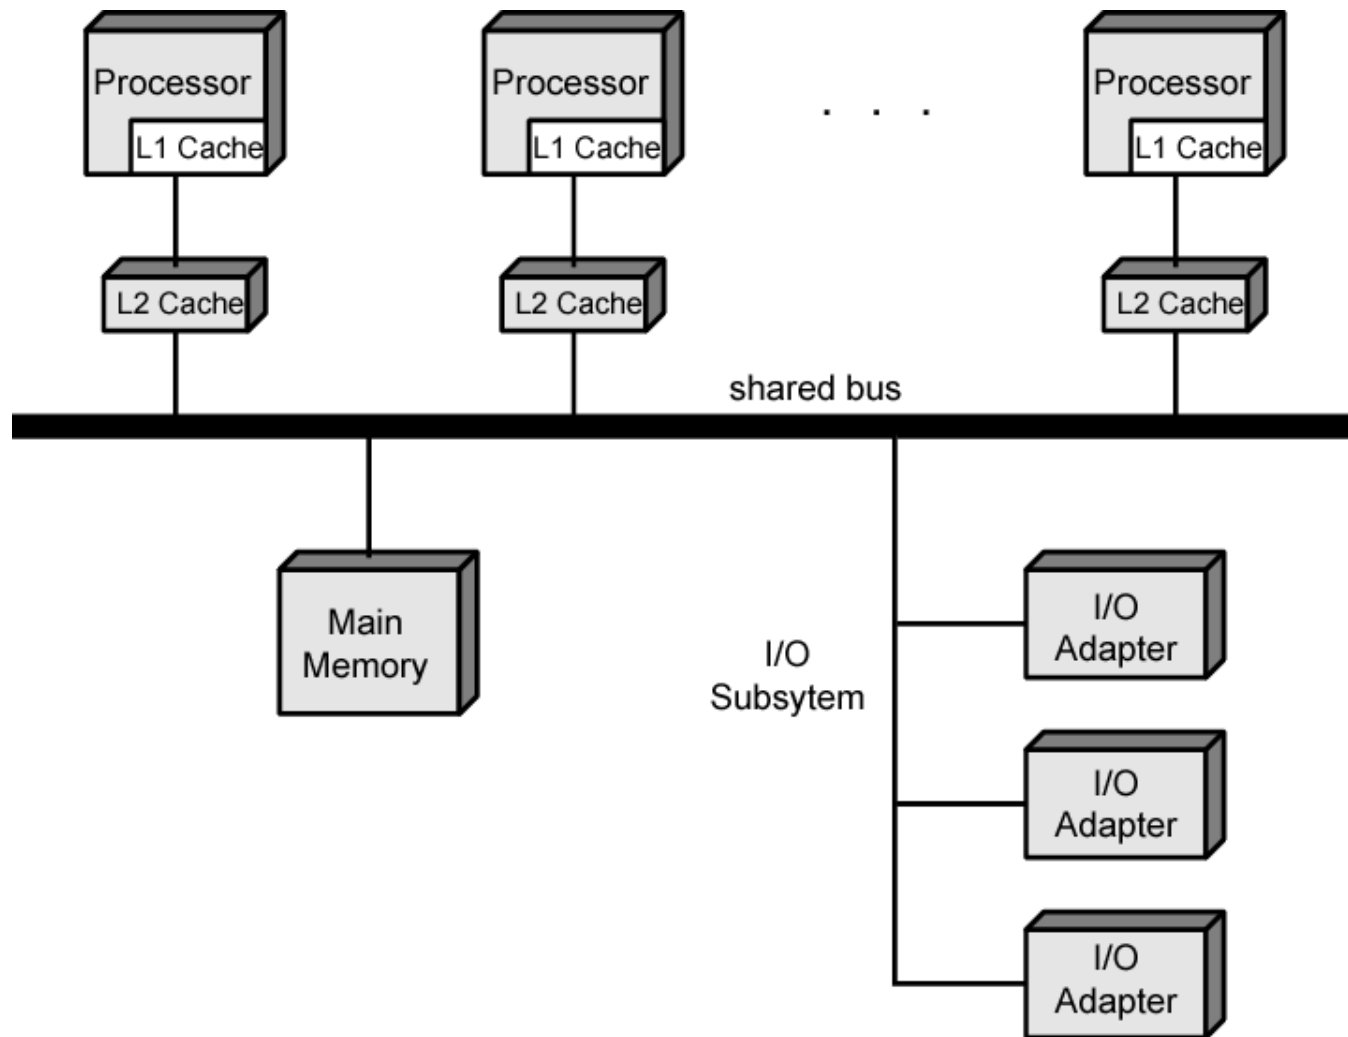 Processor
L1 Cache
L2 Cache
Processor
L1 Cache
L2 Cache
. . .
Processor
L1 Cache
L2 Cache
shared bus
Main
Memory
I/O
Subsytem
I/O
Adapter
I/O
Adapter
I/O
Adapter